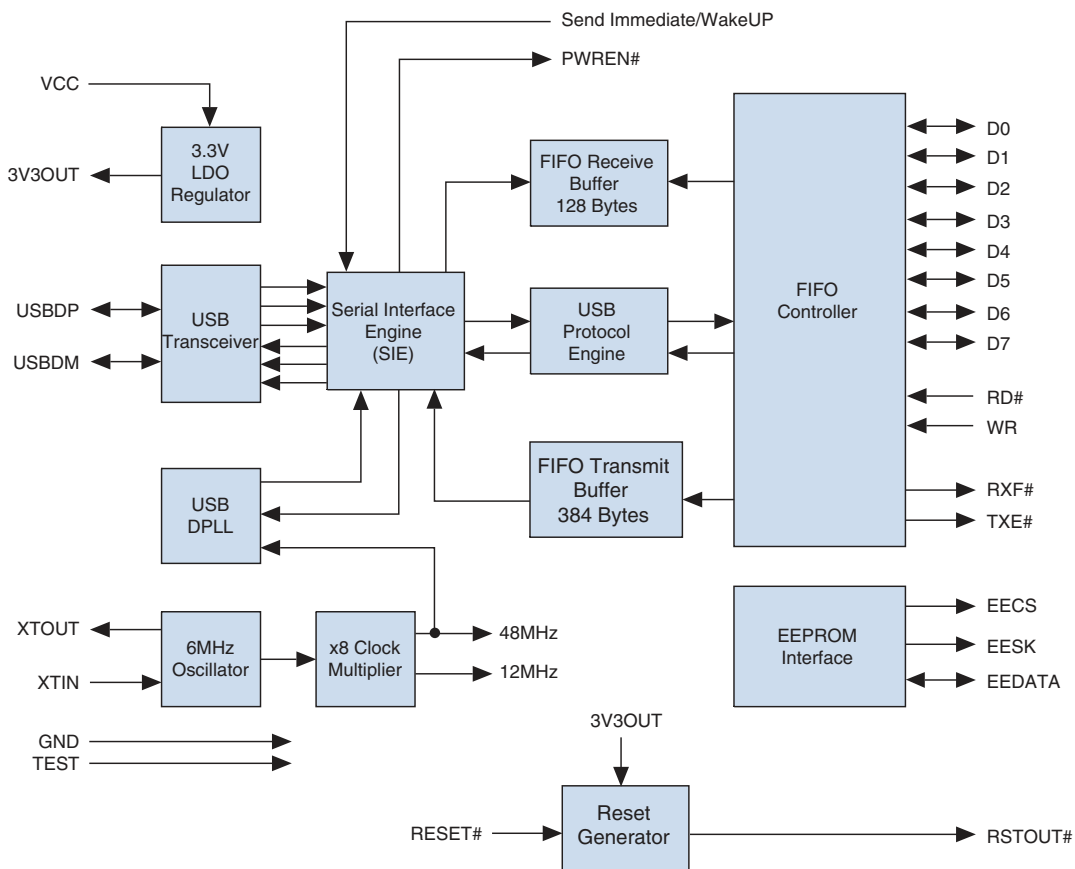 Send Immediate/WakeUP
PWREN#
VCC
3.3V
LDO
Regulator
3V3OUT
FIFO Receive
Buffer
128 Bytes
D0
D1
D2
D3
D4
D5
D6
D7
FIFO
Controller
USBDP
USBDM
USB
Transceiver
Serial Interface
Engine
(SIE)
USB
Protocol
Engine
RD#
WR
FIFO Transmit
Buffer
384 Bytes
RXF#
TXE#
USB
DPLL
XTOUT
XTIN
6MHz
Oscillator
x8 Clock
Multiplier
48MHz
12MHz
EEPROM
Interface
EECS
EESK
EEDATA
GND
TEST
3V3OUT
RESET#
Reset
Generator
RSTOUT#